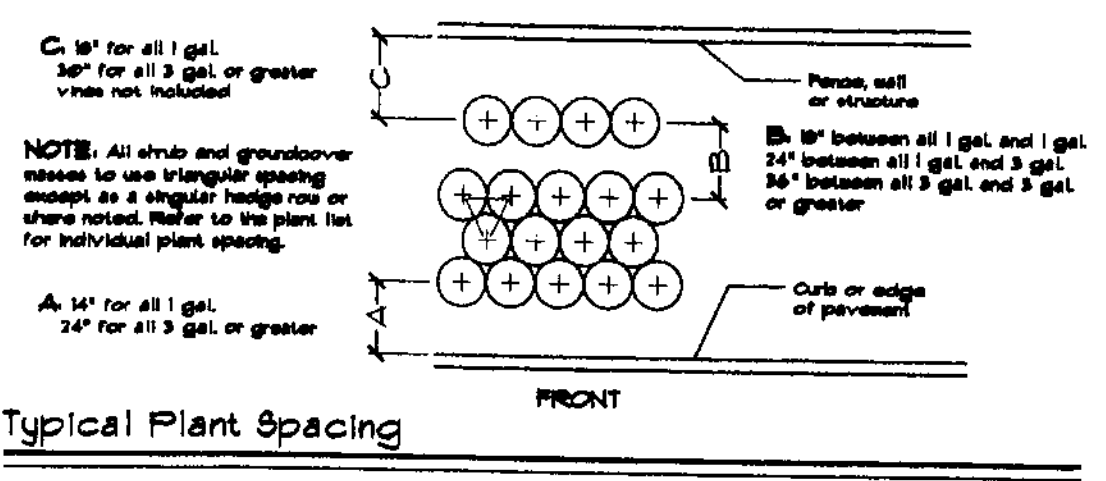 C: 18" for all 1 gal.
30" for all 3 gal. or greater
vines not included
Fence, wall
or structure
C
B
B: 18" between all 1 gal. and 1 gal.
24" between all 1 gal. and 3 gal.
36" between all 3 gal. and 3 gal.
or greater
NOTE: All shrub and groundcover
masses to use triangular spacing
except as a singular hedge row or
where noted. Refer to the plant list
for individual plant spacing.
A: 14" for all 1 gal.
24" for all 3 gal. or greater
A
Curb or edge
of pavement
FRONT
Typical Plant Spacing